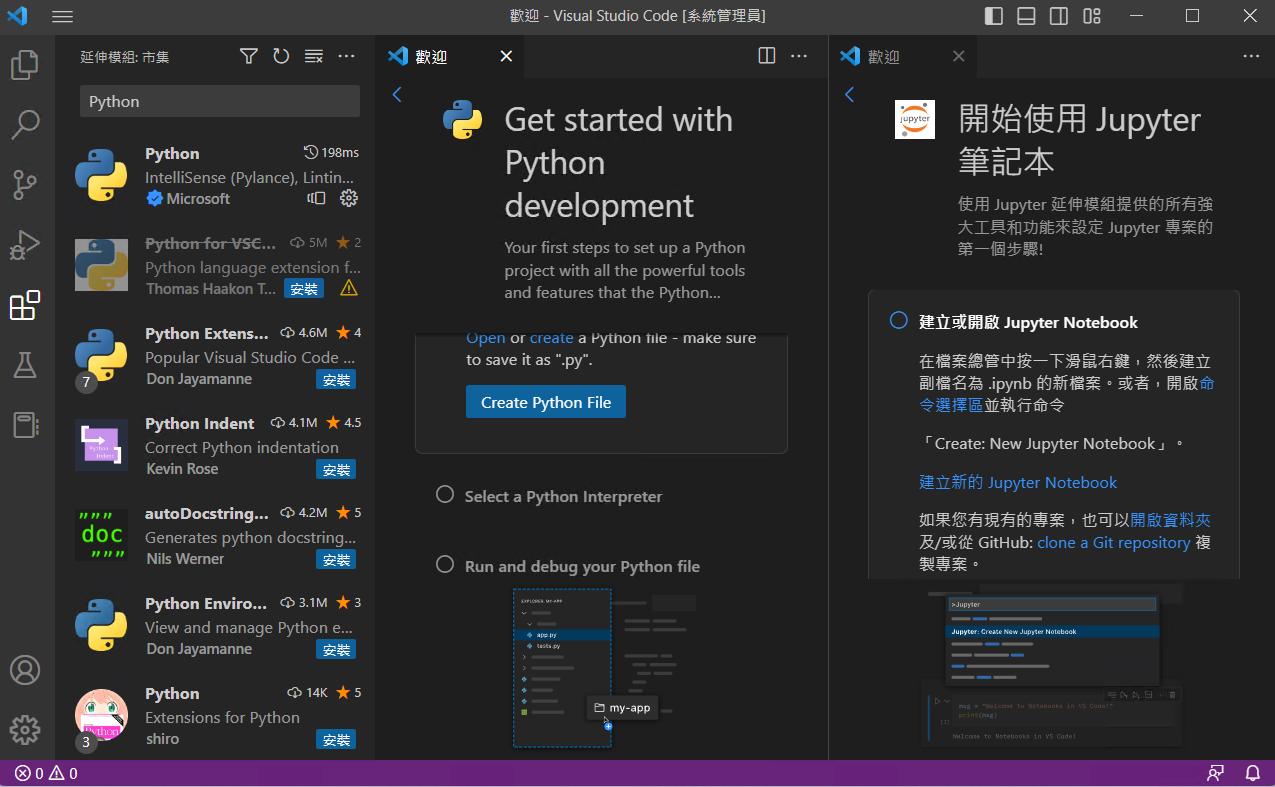 歡迎 - Visual Studio Code [系統管理員]
延伸模組: 市集
Python
Python 198ms
IntelliSense (Pylance), Lintin...
Microsoft
Python for VSC... 5M 2
Python language extension f...
Thomas Haakon T... 安裝
Python Extens... 4.6M 4
Popular Visual Studio Code ...
7 Don Jayamanne 安裝
Python Indent 4.1M 4.5
Correct Python indentation
Kevin Rose 安裝
Python
Indent
autoDocstring... 4.2M 5
Generates python docstring...
Nils Werner 安裝
"""
doc
"""
Python Enviro... 3.1M 3
View and manage Python e...
Don Jayamanne 安裝
Python 14K 5
Extensions for Python
shiro 安裝
Python
3
歡迎
Get started with
Python
development
Your first steps to set up a Python
project with all the powerful tools
and features that the Python...
Open or create a Python file - make sure
to save it as ".py".
Create Python File
Select a Python Interpreter
Run and debug your Python file
EXPLORER: MY-APP
app.py
tests.py
my-app
歡迎
jupyter
開始使用 Jupyter
筆記本
使用 Jupyter 延伸模組提供的所有強
大工具和功能來設定 Jupyter 專案的
第一個步驟!
建立或開啟 Jupyter Notebook
在檔案總管中按一下滑鼠右鍵，然後建立
副檔名為 .ipynb 的新檔案。或者，開啟命
令選擇區並執行命令
「Create: New Jupyter Notebook」。
建立新的 Jupyter Notebook
如果您有現有的專案，也可以開啟資料夾
及/或從 GitHub: clone a Git repository 複
製專案。
>Jupyter
Jupyter: Create New Jupyter Notebook
msg = "Welcome to Notebooks in VS Code!"
print(msg)
[1]
Welcome to Notebooks in VS Code!
0 0